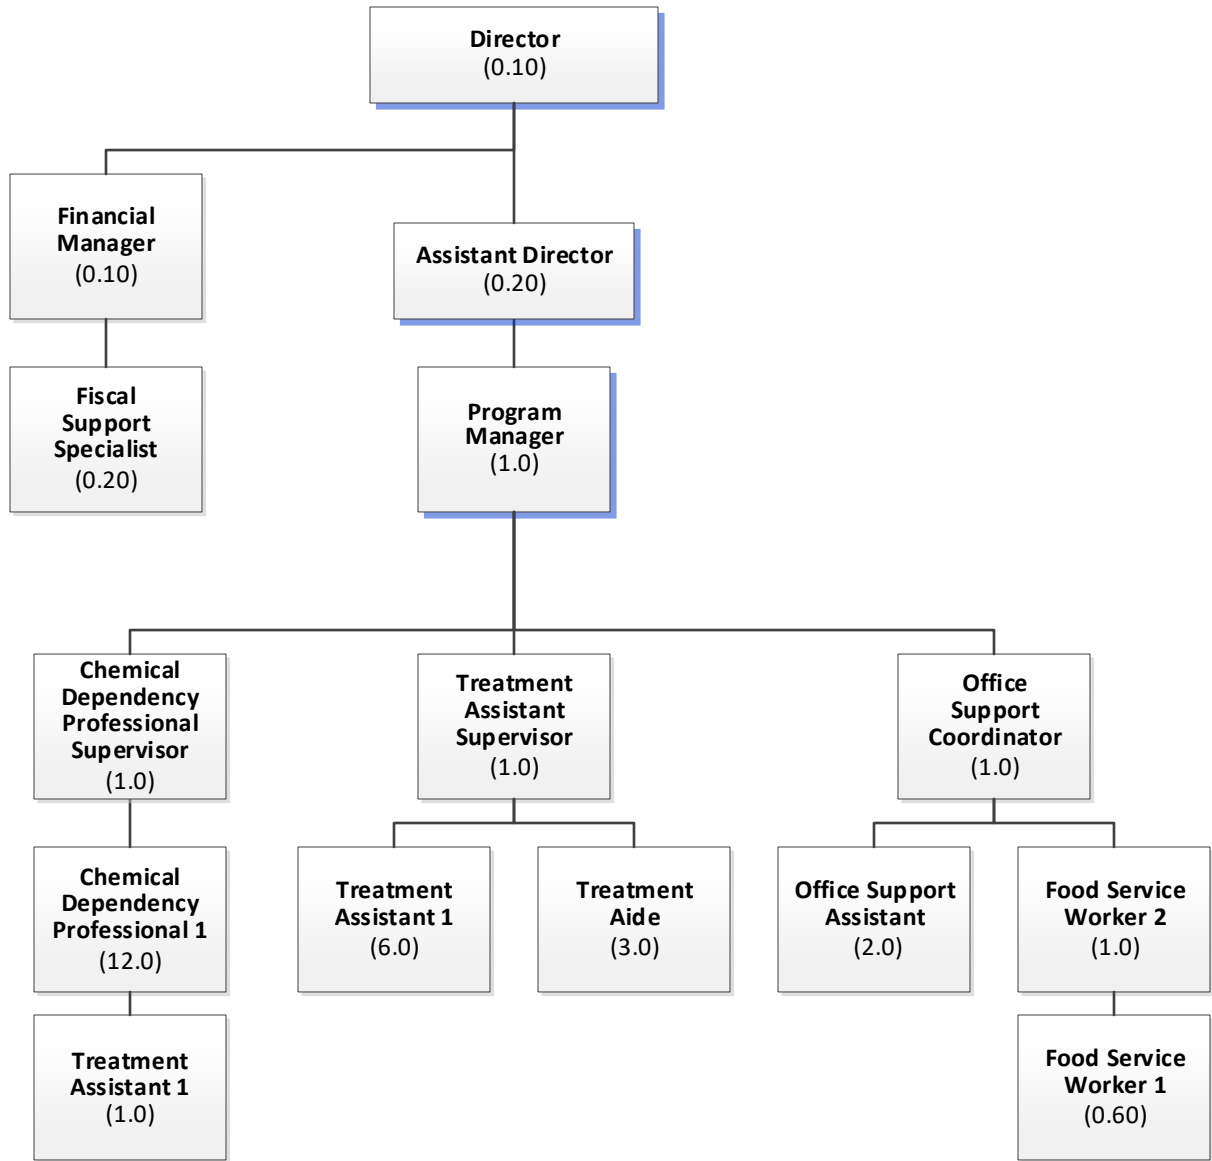 Director
(0.10)
Financial
Manager
(0.10)
Assistant Director
(0.20)
Fiscal
Support
Specialist
(0.20)
Program
Manager
(1.0)
Chemical
Dependency
Professional
Supervisor
(1.0)
Treatment
Assistant
Supervisor
(1.0)
Office
Support
Coordinator
(1.0)
Chemical
Dependency
Professional 1
(12.0)
Treatment
Assistant 1
(6.0)
Treatment
Aide
(3.0)
Office Support
Assistant
(2.0)
Food Service
Worker 2
(1.0)
Treatment
Assistant 1
(1.0)
Food Service
Worker 1
(0.60)